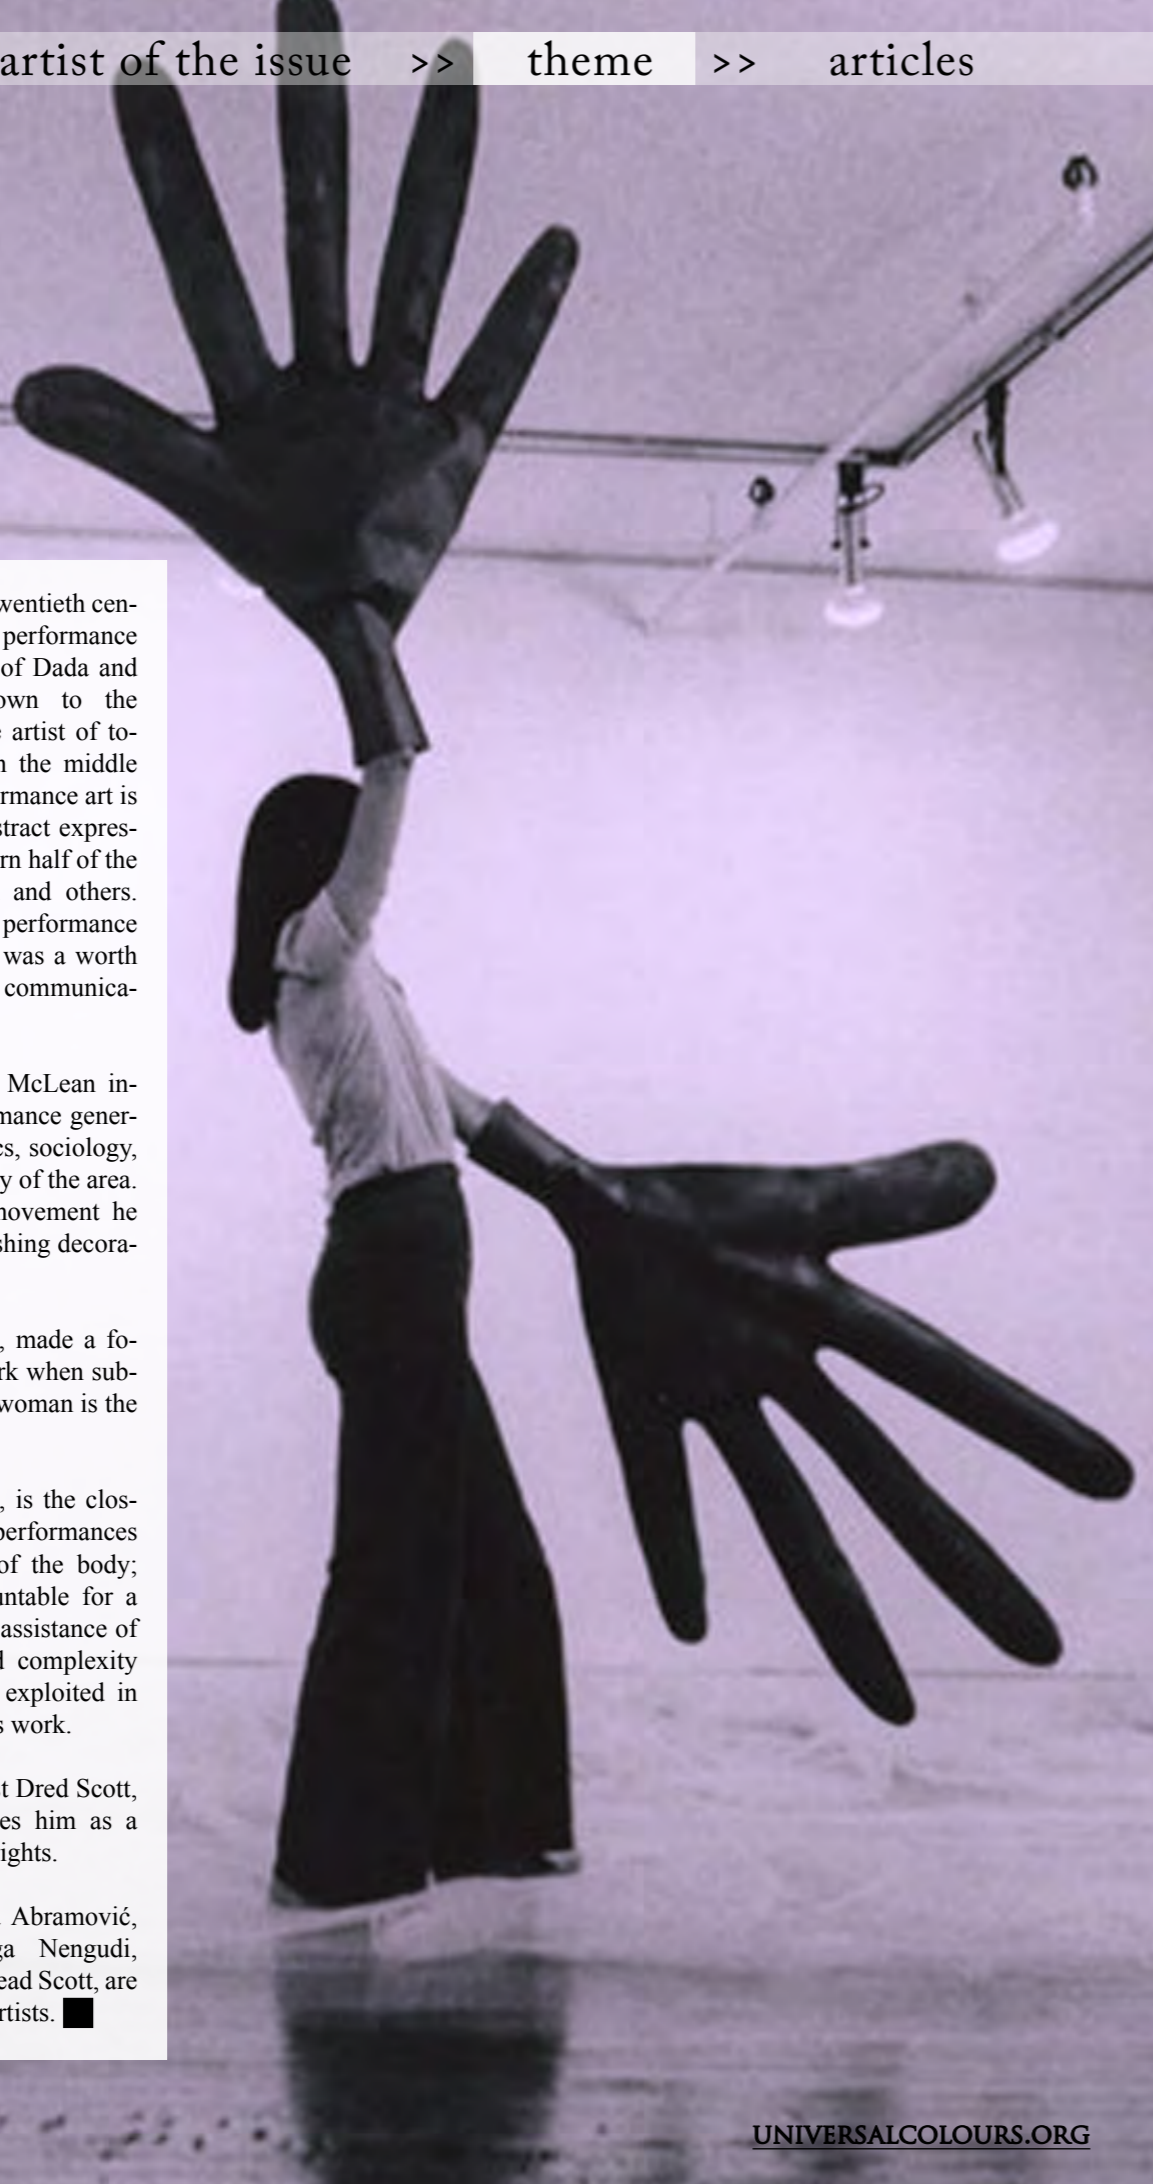 artist of the issue >> theme >> articles
wentieth cen-
performance
of Dada and
own to the
artist of to-
the middle
rmance art is
stract expres-
rn half of the
and others.
performance
was a worth
communica-
McLean in-
mance gener-
cs, sociology,
y of the area.
movement he
shing decora-
, made a fo-
rk when sub-
woman is the
, is the clos-
performances
of the body;
untable for a
assistance of
complexity
exploited in
s work.
t Dred Scott,
es him as a
ights.
Abramović,
ga Nengudi,
ead Scott, are
rtists.
UNIVERSALCOLOURS.ORG